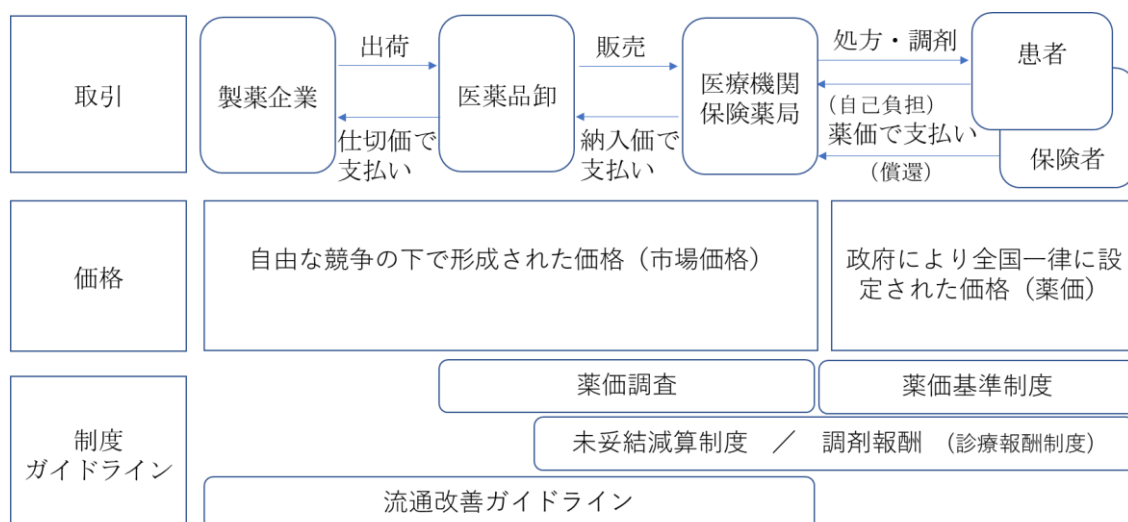 取引
製薬企業
出荷
仕切価で
支払い
医薬品卸
販売
納入価で
支払い
医療機関
保険薬局
処方・調剤
(自己負担)
薬価で支払い
(償還)
患者
保険者
価格
自由な競争の下で形成された価格(市場価格)
政府により全国一律に設
定された価格(薬価)
制度
ガイドライン
薬価調査
薬価基準制度
未妥結減算制度 / 調剤報酬 (診療報酬制度)
流通改善ガイドライン